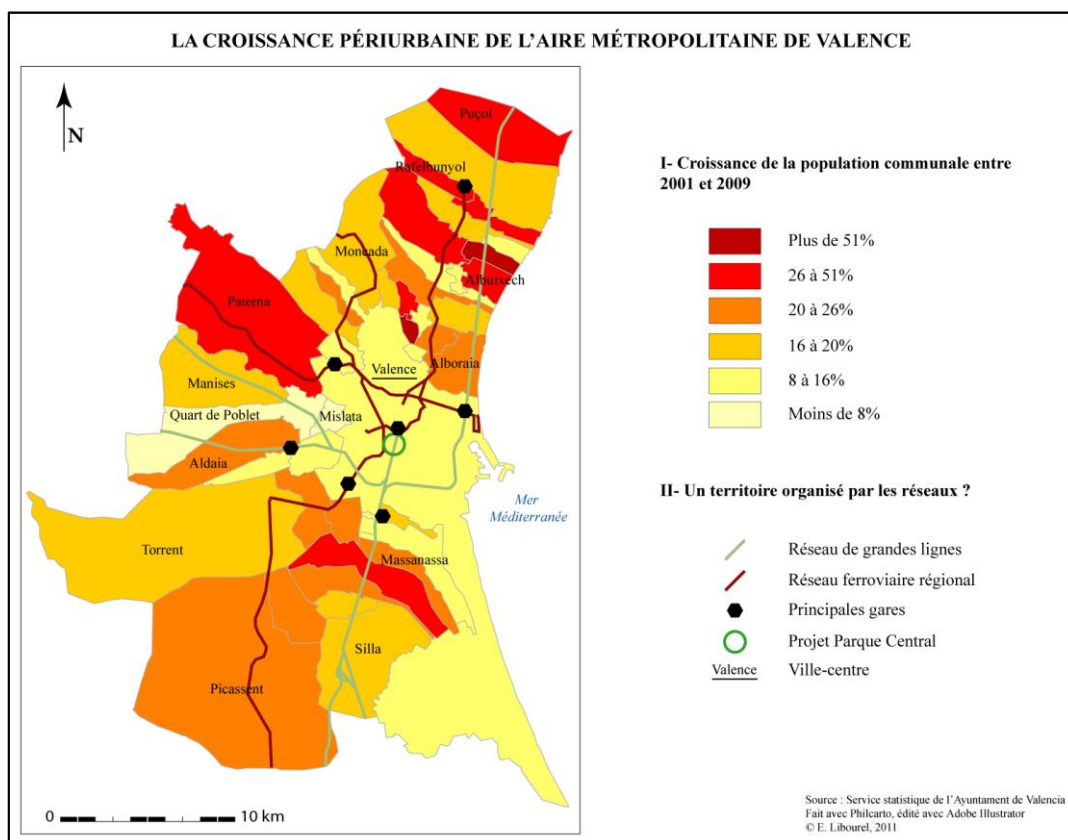 LA CROISSANCE PÉRIURBAINE DE L'AIRE MÉTROPOLITAINE DE VALENCE
N
Puçol
Rafelbunyol
Moncada
Albuixech
Paterna
Valence
Alboraia
Manises
Quart de Poblet
Mislata
Aldaia
Mer
Méditerranée
Torrent
Massanassa
Silla
Picassent
0 10 km
I- Croissance de la population communale entre
2001 et 2009
Plus de 51%
26 à 51%
20 à 26%
16 à 20%
8 à 16%
Moins de 8%
II- Un territoire organisé par les réseaux ?
Réseau de grandes lignes
Réseau ferroviaire régional
Principales gares
Projet Parque Central
Valence Ville-centre
Source : Service statistique de l'Ayuntament de Valencia
Fait avec Philcarto, édité avec Adobe Illustrator
© E. Libourel, 2011